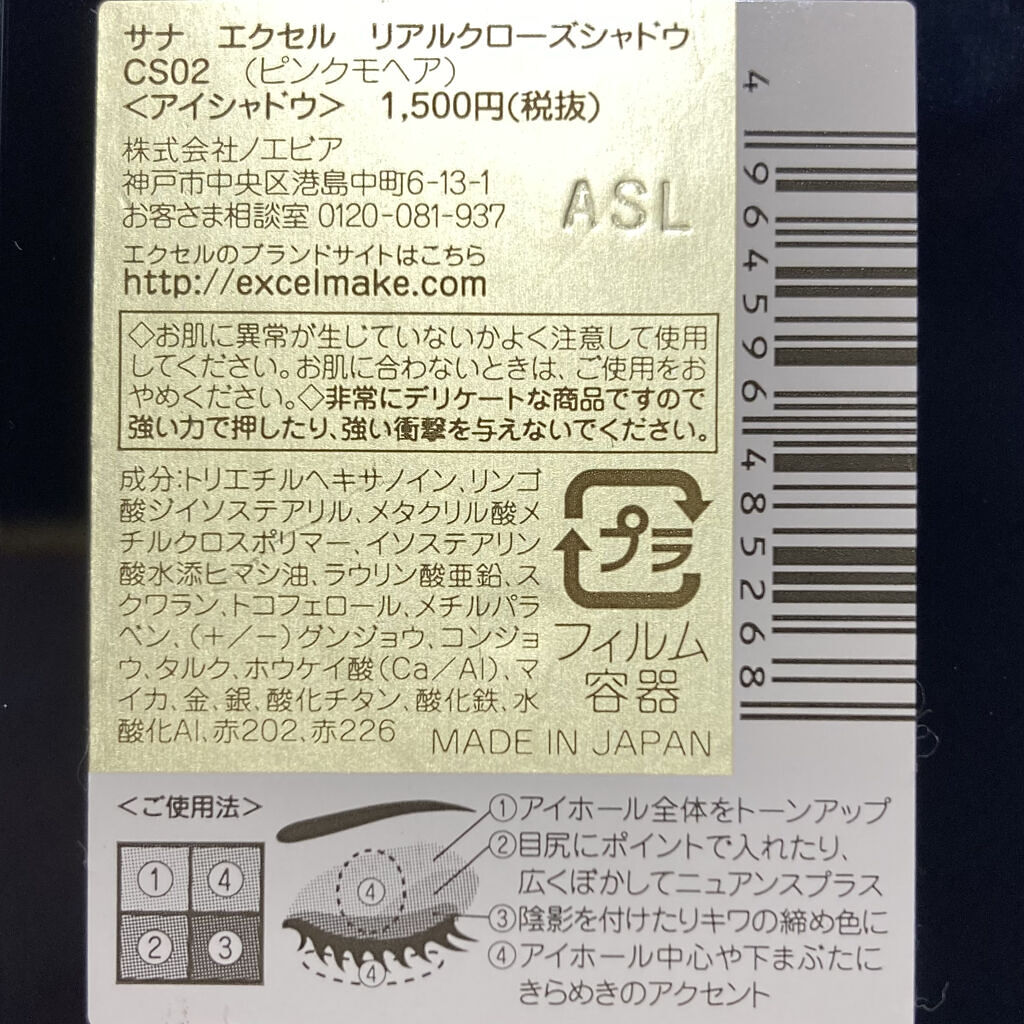 サナ エクセル リアルクローズシャドウ
CS02 (ピンクモヘア)
<アイシャドウ> 1,500円(税抜)
株式会社ノエビア
神戸市中央区港島中町6-13-1
お客さま相談室 0120-081-937
ASL
エクセルのブランドサイトはこちら
http://excelmake.com
◇お肌に異常が生じていないかよく注意して使用
してください。お肌に合わないときは、ご使用をお
やめください。◇非常にデリケートな商品ですので
強い力で押したり、強い衝撃を与えないでください。
成分:トリエチルヘキサノイン、リンゴ
酸ジイソステアリル、メタクリル酸メ
チルクロスポリマー、イソステアリン
酸水添ヒマシ油、ラウリン酸亜鉛、ス
クワラン、トコフェロール、メチルパラ
ベン、(+/-)グンジョウ、コンジョ
ウ、タルク、ホウケイ酸(Ca/Al)、マ
イカ、金、銀、酸化チタン、酸化鉄、水
酸化Al、赤202、赤226
プラ
フィルム
容器
MADE IN JAPAN
4 964596 485268
<ご使用法>
1 4
2 3
4
4
①アイホール全体をトーンアップ
②目尻にポイントで入れたり、
広くぼかしてニュアンスプラス
③陰影を付けたりキワの締め色に
④アイホール中心や下まぶたに
きらめきのアクセント